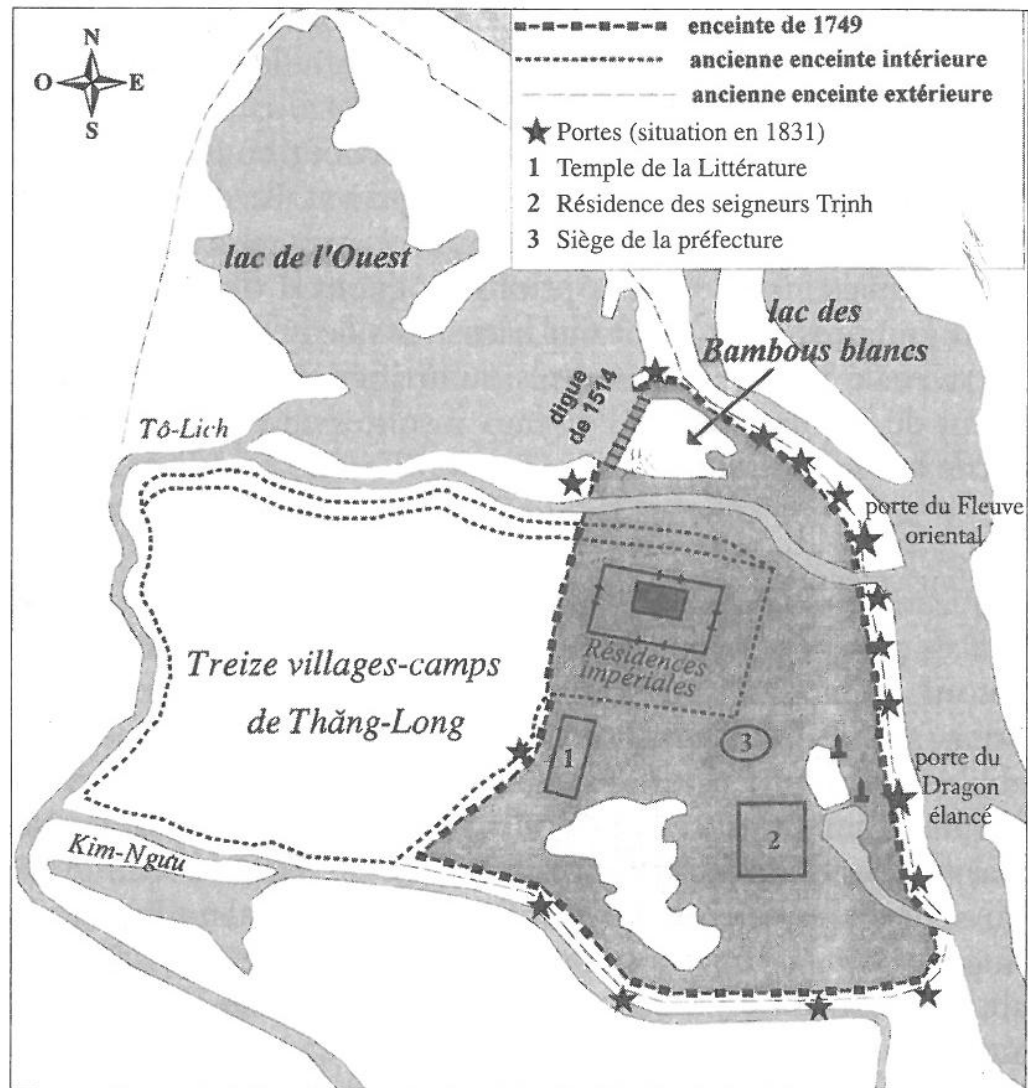 N
O E
S
enceinte de 1749
ancienne enceinte intérieure
ancienne enceinte extérieure
Portes (situation en 1831)
1 Temple de la Littérature
2 Résidence des seigneurs Trịnh
3 Siège de la préfecture
lac de l'Ouest
lac des
Bambous blancs
digue
de 1514
Tô-Lich
porte du Fleuve
oriental
Résidences
impériales
Treize villages-camps
de Thăng-Long
1
3
2
porte du
Dragon
élancé
Kim-Nguu